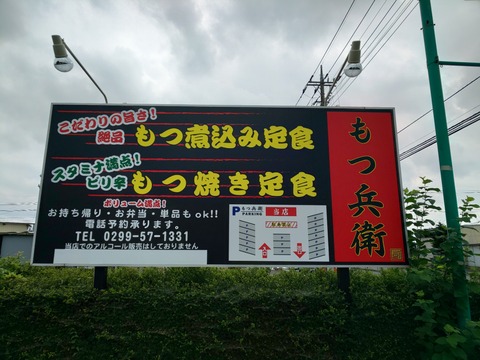 こだわりの旨さ!
絶品 もつ煮込み定食
スタミナ満点!
ピリ辛 もつ焼き定食
ボリューム満点!
お持ち帰り・お弁当・単品もok!!
電話予約承ります。
TEL 0299-57-1331
当店でのアルコール販売はしておりません
P もつ兵衛
PARKING
当店
もつ兵衛